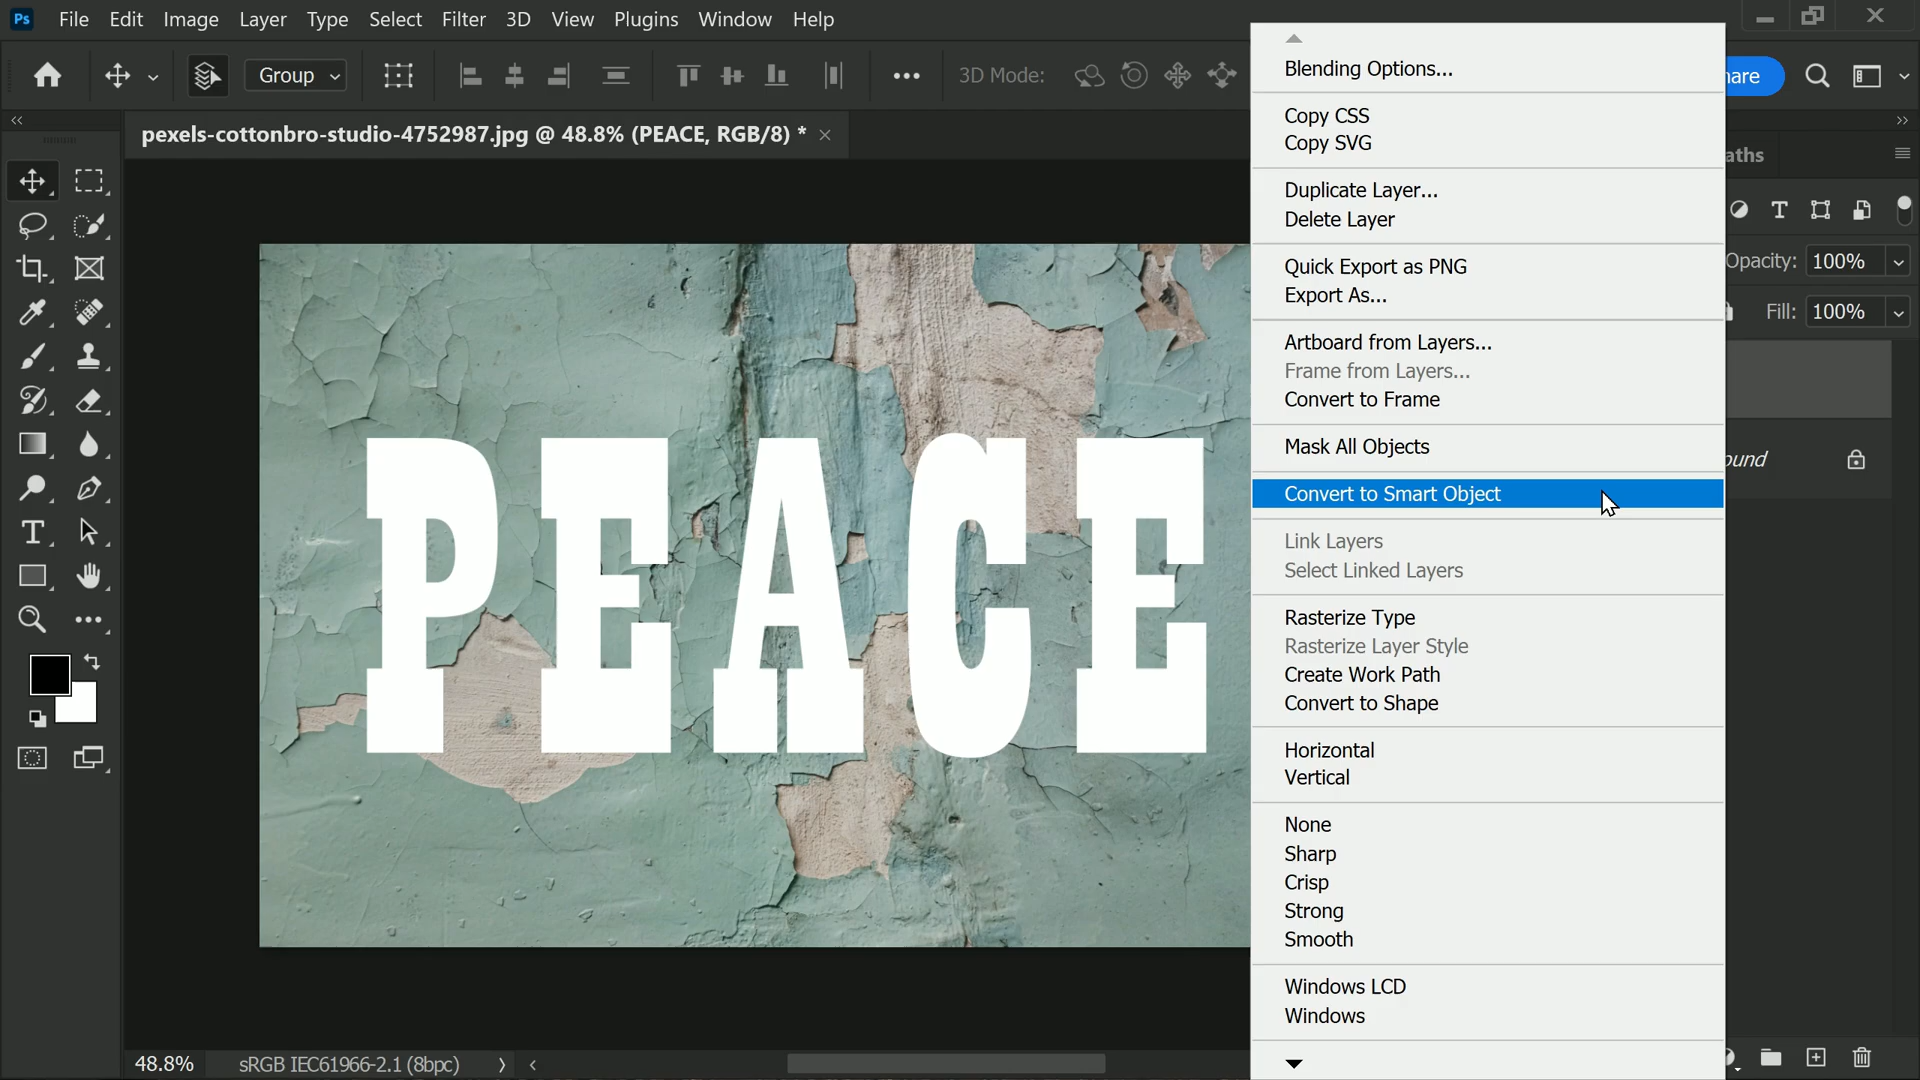 Ps File Edit Image Layer Type Select Filter 3D View Plugins Window Help
Group 3D Mode: are
pexels-cottonbro-studio-4752987.jpg @ 48.8% (PEACE, RGB/8) *
aths
Opacity: 100%
Fill: 100%
ound
PEACE
Blending Options...
Copy CSS
Copy SVG
Duplicate Layer...
Delete Layer
Quick Export as PNG
Export As...
Artboard from Layers...
Frame from Layers...
Convert to Frame
Mask All Objects
Convert to Smart Object
Link Layers
Select Linked Layers
Rasterize Type
Rasterize Layer Style
Create Work Path
Convert to Shape
Horizontal
Vertical
None
Sharp
Crisp
Strong
Smooth
Windows LCD
Windows
48.8% sRGB IEC61966-2.1 (8bpc)